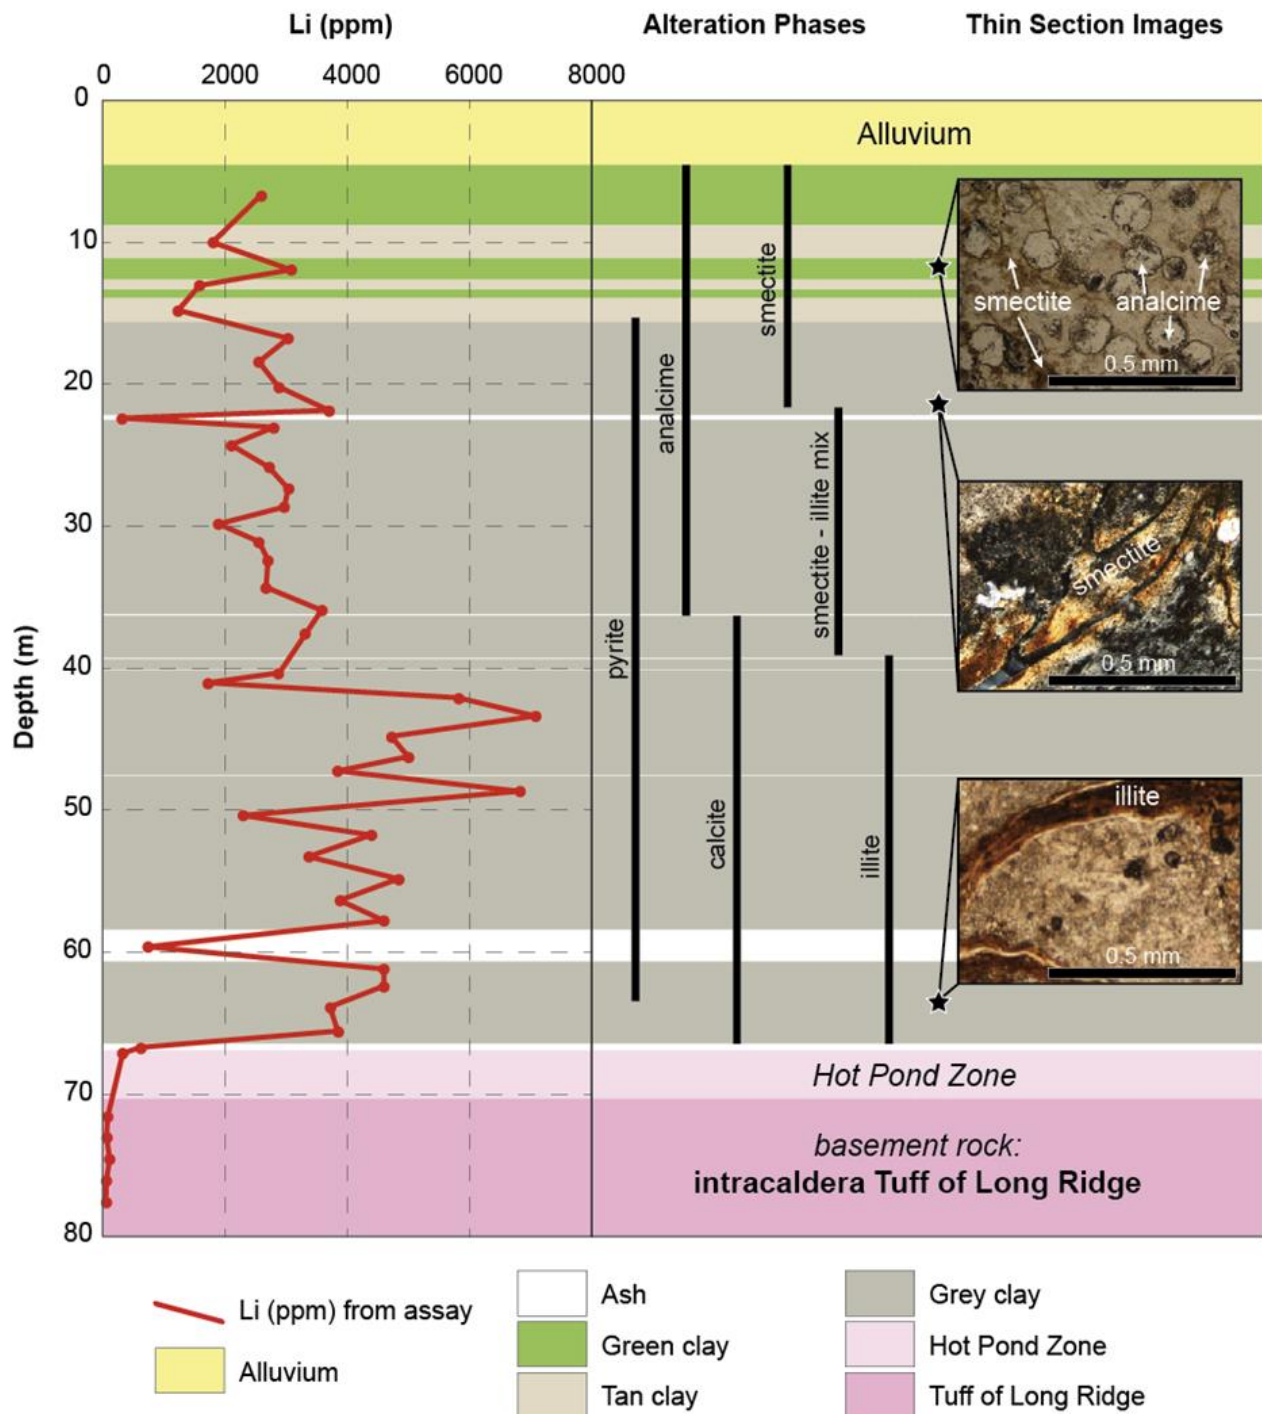 Li (ppm)
Alteration Phases
Thin Section Images
0
2000
4000
6000
8000
0
10
20
30
40
50
60
70
80
Depth (m)
Alluvium
smectite
analcime
smectite - illite mix
pyrite
calcite
illite
smectite
analcime
0.5 mm
smectite
0.5 mm
illite
0.5 mm
Hot Pond Zone
basement rock:
intracaldera Tuff of Long Ridge
Li (ppm) from assay
Alluvium
Ash
Green clay
Tan clay
Grey clay
Hot Pond Zone
Tuff of Long Ridge